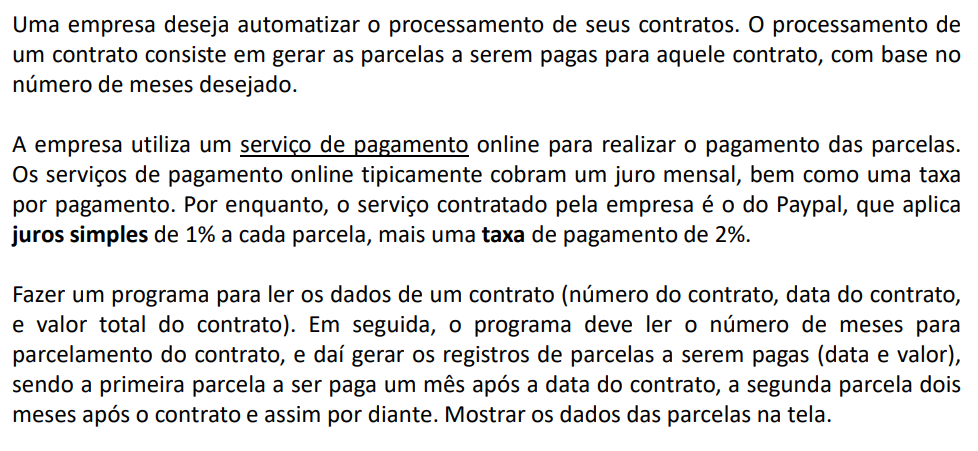 Uma empresa deseja automatizar o processamento de seus contratos. O processamento de
um contrato consiste em gerar as parcelas a serem pagas para aquele contrato, com base no
número de meses desejado.
A empresa utiliza um serviço de pagamento online para realizar o pagamento das parcelas.
Os serviços de pagamento online tipicamente cobram um juro mensal, bem como uma taxa
por pagamento. Por enquanto, o serviço contratado pela empresa é o do Paypal, que aplica
juros simples de 1% a cada parcela, mais uma taxa de pagamento de 2%.
Fazer um programa para ler os dados de um contrato (número do contrato, data do contrato,
e valor total do contrato). Em seguida, o programa deve ler o número de meses para
parcelamento do contrato, e daí gerar os registros de parcelas a serem pagas (data e valor),
sendo a primeira parcela a ser paga um mês após a data do contrato, a segunda parcela dois
meses após o contrato e assim por diante. Mostrar os dados das parcelas na tela.